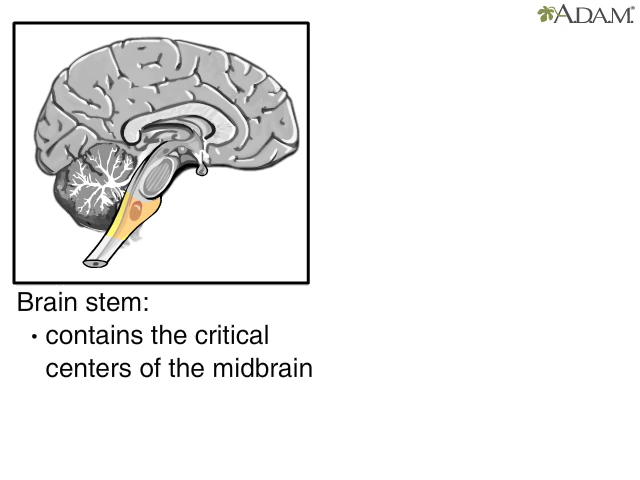 A.D.A.M.
Brain stem:
• contains the critical
centers of the midbrain